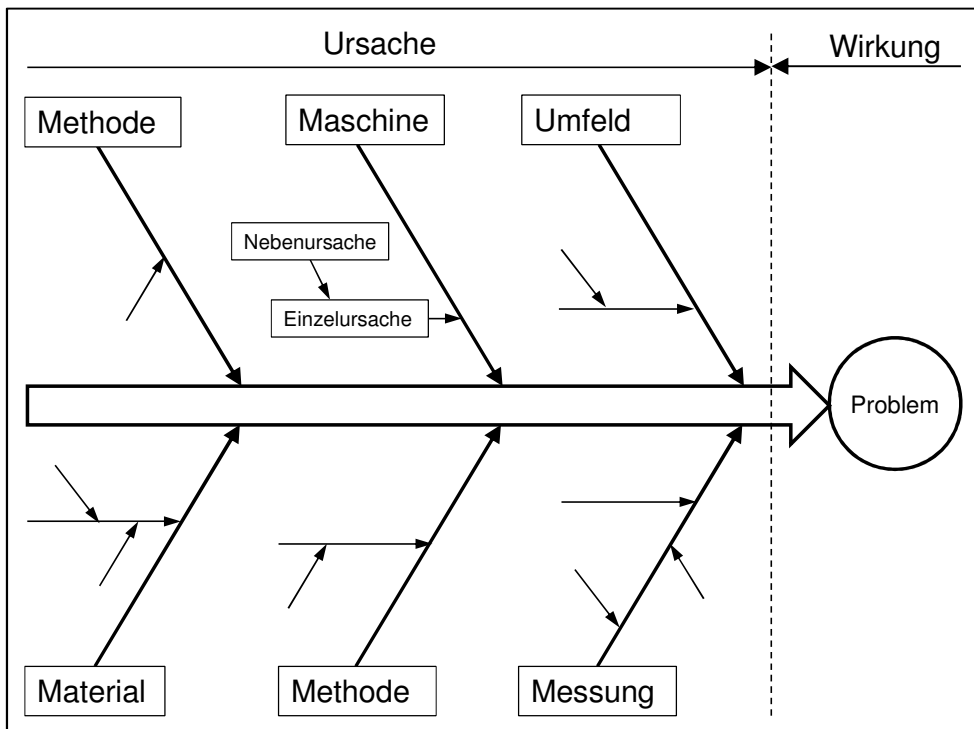 Ursache
Wirkung
Methode
Maschine
Umfeld
Nebenursache
Einzelursache
Problem
Material
Methode
Messung